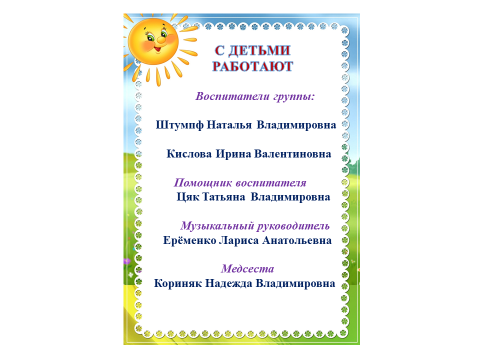 С ДЕТЬМИ
РАБОТАЮТ
Воспитатели группы:
Штумпф Наталья Владимировна
Кислова Ирина Валентиновна
Помощник воспитателя
Цяк Татьяна Владимировна
Музыкальный руководитель
Ерёменко Лариса Анатольевна
Медсеста
Кориняк Надежда Владимировна